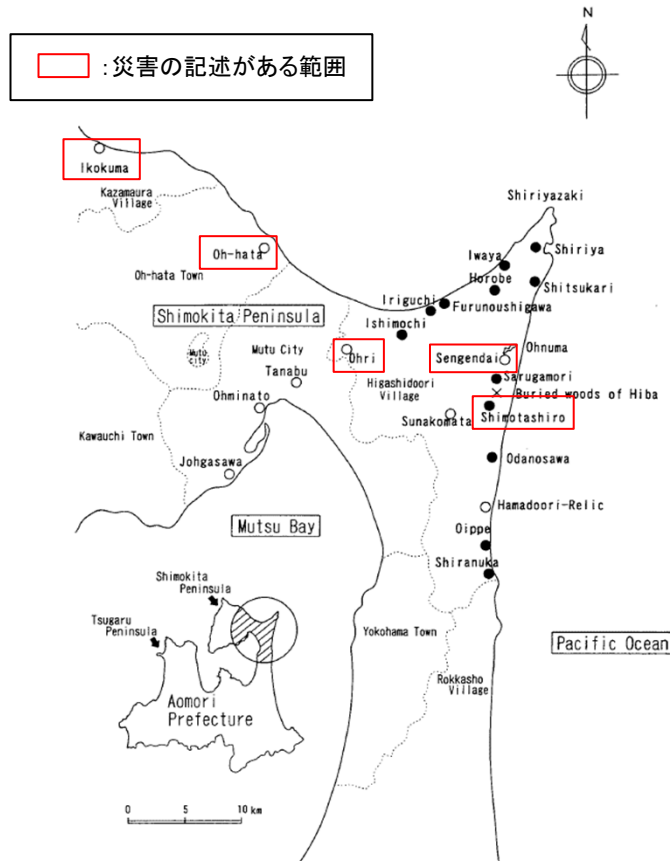 N
:災害の記述がある範囲
Ikokuma
Kazamaura
Village
Shiriyazaki
Oh-hata
Oh-hata Town
Iwaya
Shiriya
Horobe
Shitsukari
Iriguchi
Furunoushigawa
Shimokita Peninsula
Ishimochi
Mutu
city
Mutu City
Ohri
Sengendai
Ohnuma
Tanabu
Higashidoori
Village
Sarugamori
Buried woods of Hiba
Ohminato
Sunakomata
Shimotashiro
Kawauchi Town
Johgasawa
Odanosawa
Hamadoori-Relic
Mutsu Bay
Oippe
Shiranuka
Shimokita
Peninsula
Tsugaru
Peninsula
Yokohama Town
Pacific Ocean
Rokkasho
Village
Aomori
Prefecture
0 5 10 km